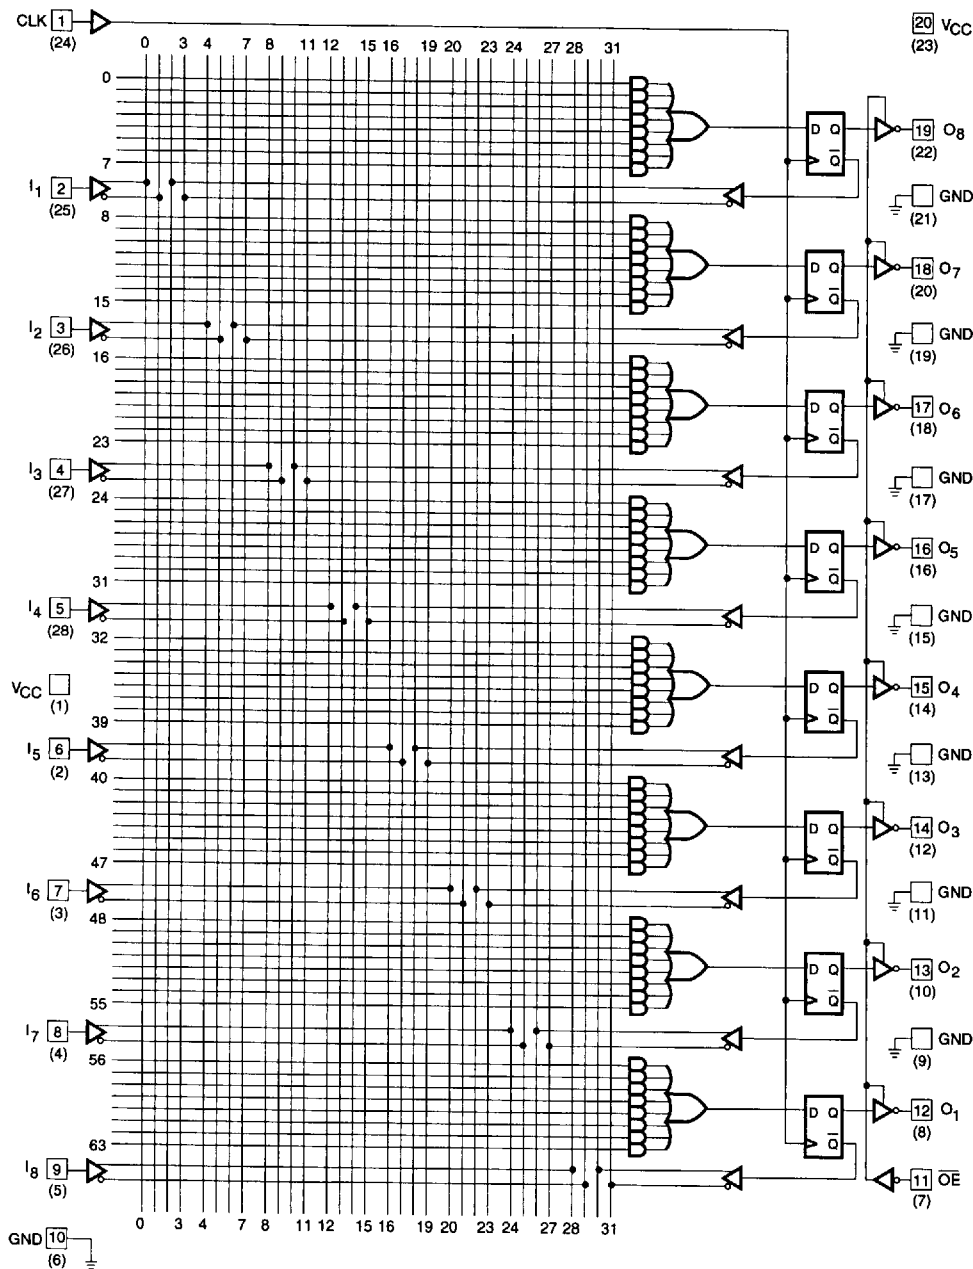 CLK 1
(24)
0 3 4 7 8 11 12 15 16 19 20 23 24 27 28 31
20 VCC
(23)
0
D Q
Q̅
19 O8
(22)
7
I1 2
(25)
GND
(21)
8
D Q
Q̅
18 O7
(20)
15
I2 3
(26)
GND
(19)
16
D Q
Q̅
17 O6
(18)
23
I3 4
(27)
GND
(17)
24
D Q
Q̅
16 O5
(16)
31
I4 5
(28)
GND
(15)
32
VCC
(1)
D Q
Q̅
15 O4
(14)
39
I5 6
(2)
GND
(13)
40
D Q
Q̅
14 O3
(12)
47
I6 7
(3)
GND
(11)
48
D Q
Q̅
13 O2
(10)
55
I7 8
(4)
GND
(9)
56
D Q
Q̅
12 O1
(8)
63
I8 9
(5)
11 O̅E̅
(7)
0 3 4 7 8 11 12 15 16 19 20 23 24 27 28 31
GND 10
(6)